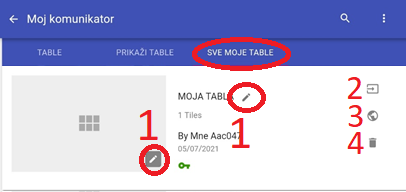 Moj komunikator
TABLE PRIKAŽI TABLE SVE MOJE TABLE
MOJA TABLA
1 Tiles
By Mne Aac047
05/07/2021
1
1
2
3
4